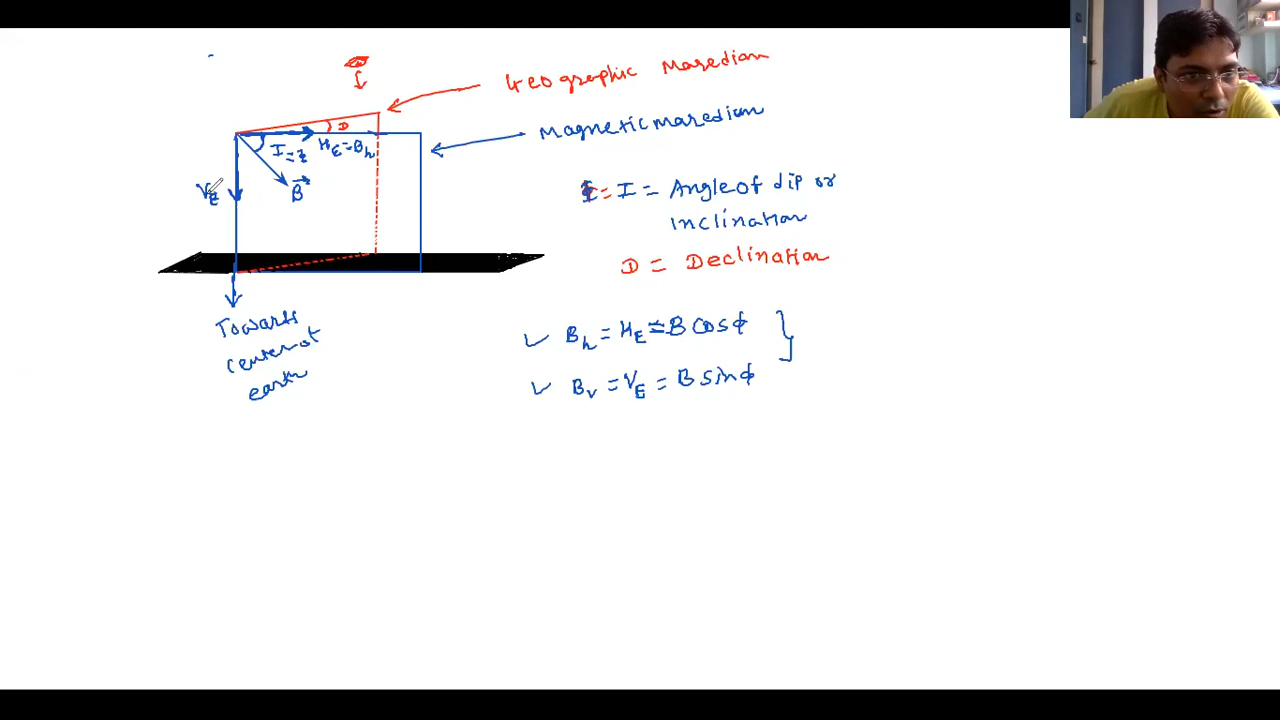 Geographic Maredian
Magnetic maredian
D
I =
H_E = B_h
V_E
B⃗
= I = Angle of dip or
inclination
D = Declination
Towards
center of
earth
✓ B_h = H_E = B Cos ϕ }
✓ B_v = V_E = B sin ϕ